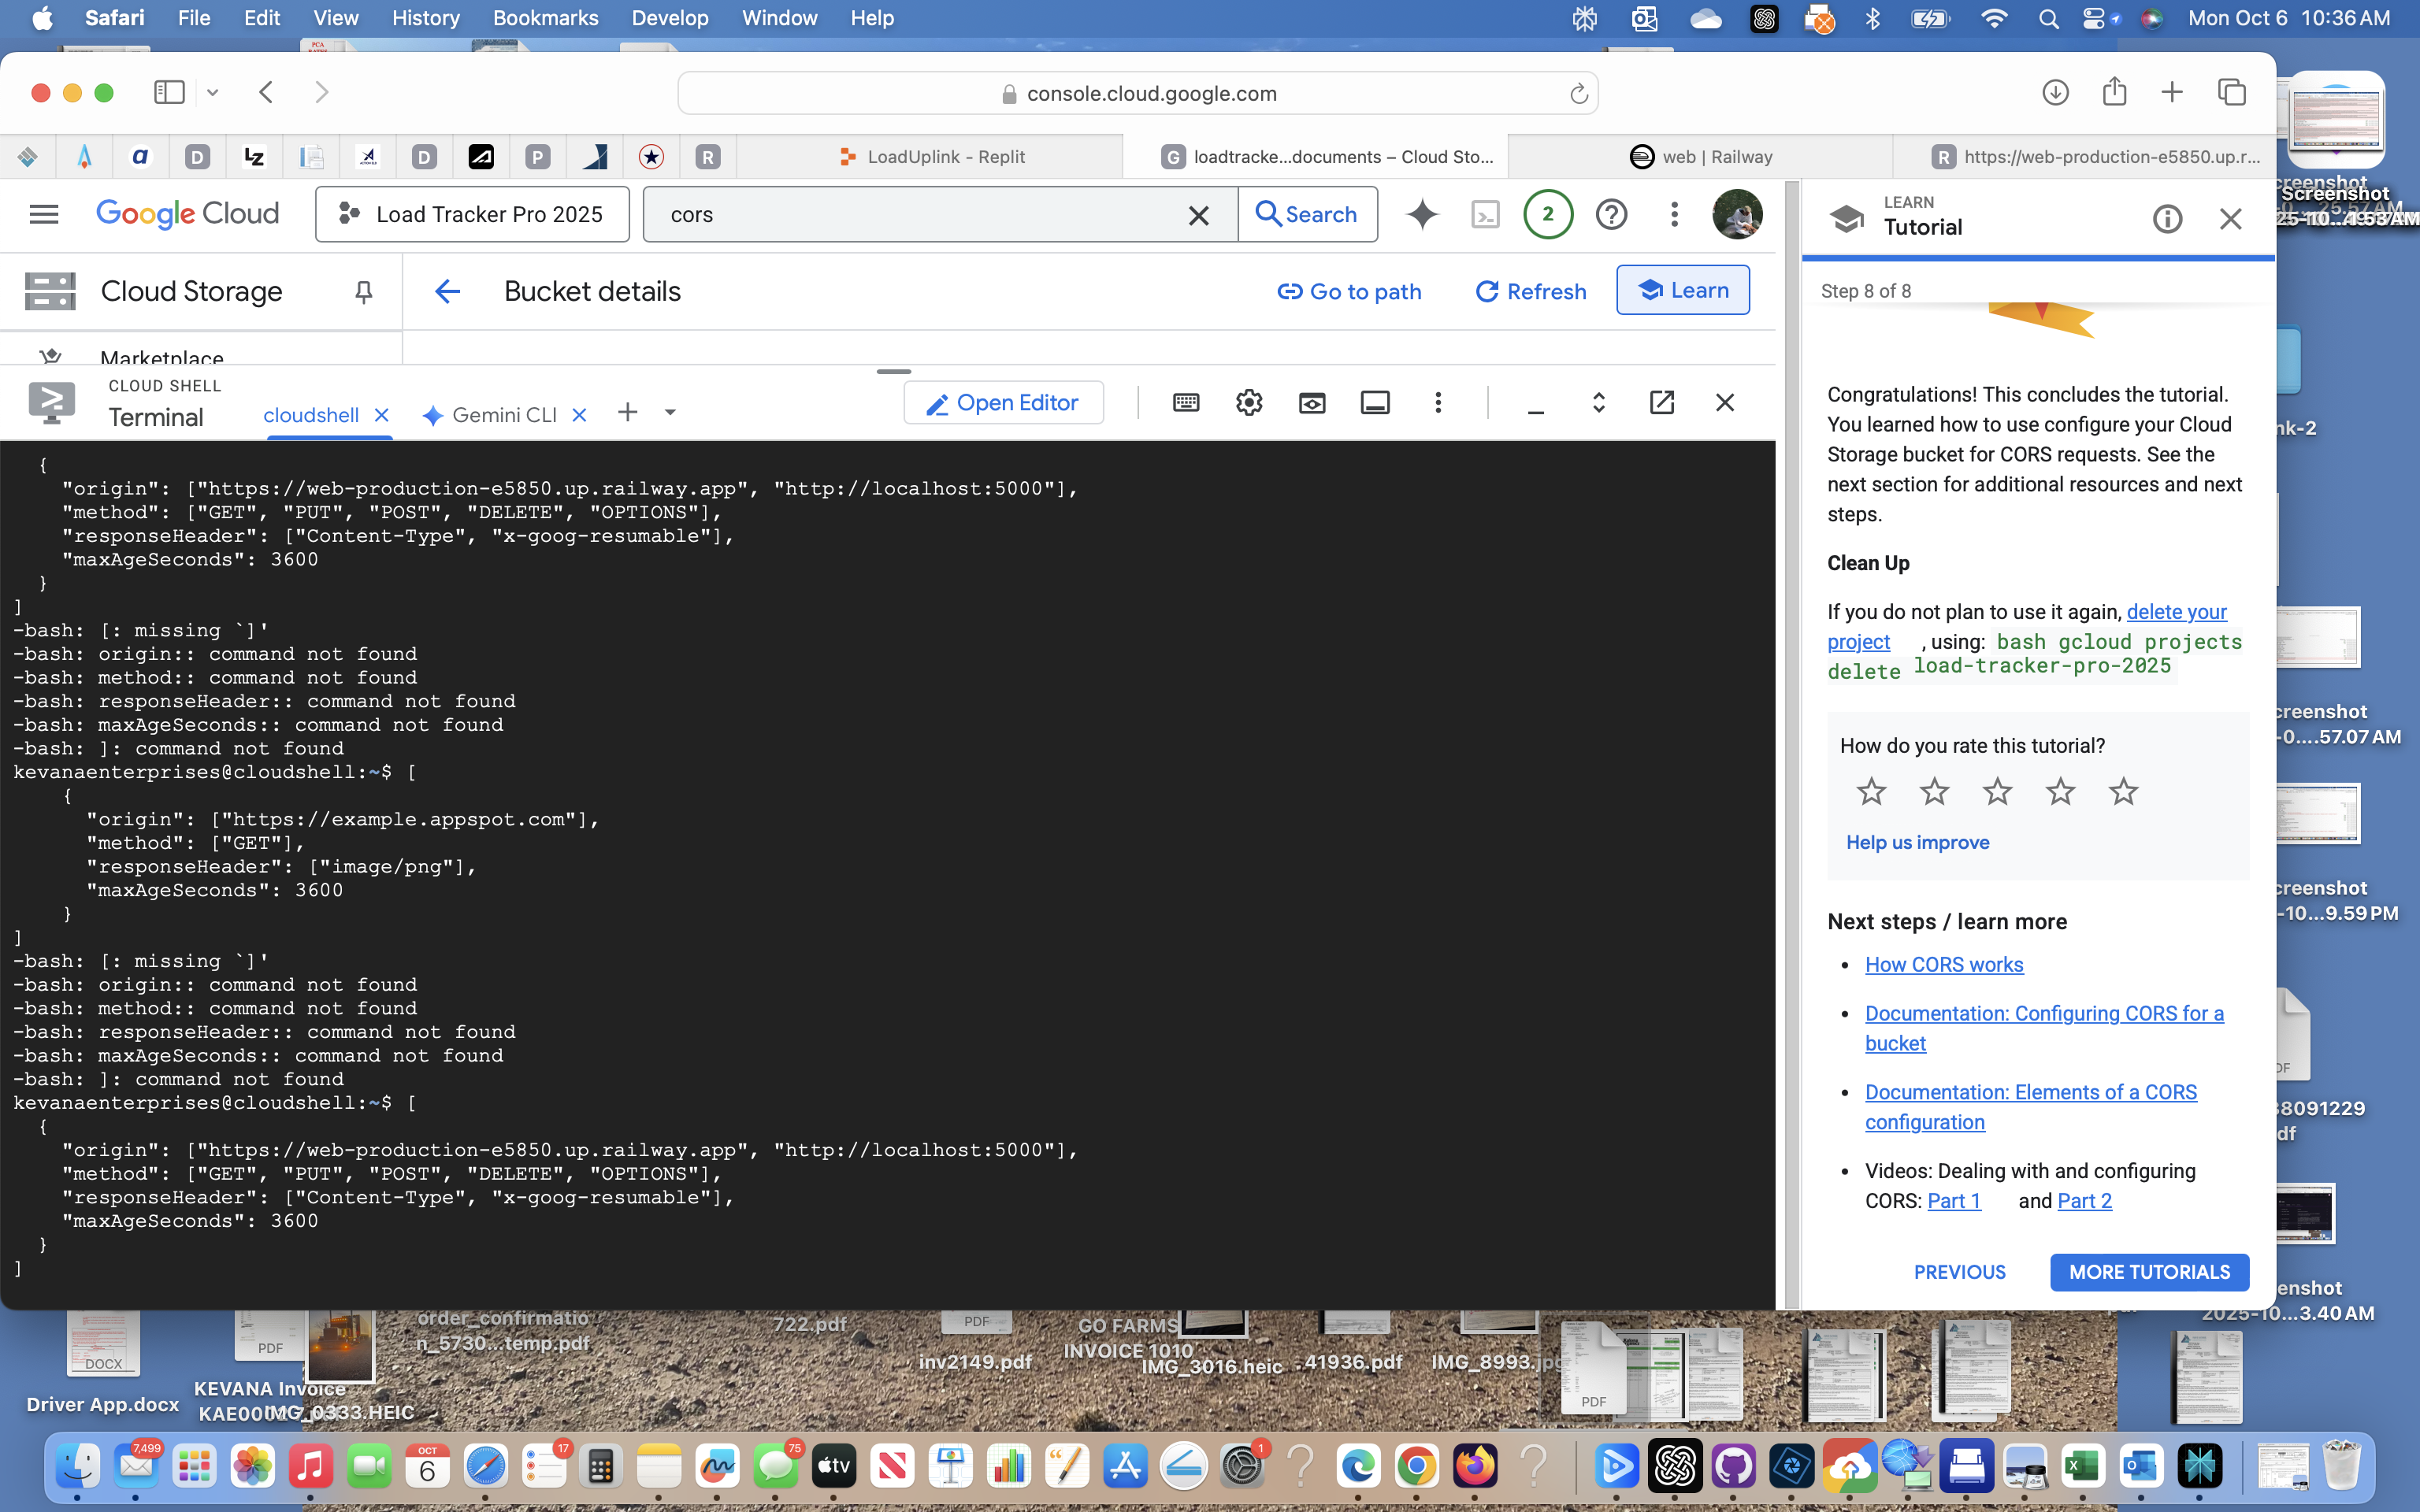 Safari File Edit View History Bookmarks Develop Window Help Mon Oct 6 10:36 AM
console.cloud.google.com
LoadUplink - Replit
loadtracke...documents – Cloud Sto...
web | Railway
https://web-production-e5850.up.r...
Google Cloud
Load Tracker Pro 2025
cors
Search
2
Cloud Storage
Bucket details
Go to path
Refresh
Learn
Marketplace
CLOUD SHELL
Terminal
cloudshell
Gemini CLI
Open Editor
{
"origin": ["https://web-production-e5850.up.railway.app", "http://localhost:5000"],
"method": ["GET", "PUT", "POST", "DELETE", "OPTIONS"],
"responseHeader": ["Content-Type", "x-goog-resumable"],
"maxAgeSeconds": 3600
}
]
-bash: [: missing `]'
-bash: origin:: command not found
-bash: method:: command not found
-bash: responseHeader:: command not found
-bash: maxAgeSeconds:: command not found
-bash: ]: command not found
kevanaenterprises@cloudshell:~$ [
{
"origin": ["https://example.appspot.com"],
"method": ["GET"],
"responseHeader": ["image/png"],
"maxAgeSeconds": 3600
}
]
-bash: [: missing `]'
-bash: origin:: command not found
-bash: method:: command not found
-bash: responseHeader:: command not found
-bash: maxAgeSeconds:: command not found
-bash: ]: command not found
kevanaenterprises@cloudshell:~$ [
{
"origin": ["https://web-production-e5850.up.railway.app", "http://localhost:5000"],
"method": ["GET", "PUT", "POST", "DELETE", "OPTIONS"],
"responseHeader": ["Content-Type", "x-goog-resumable"],
"maxAgeSeconds": 3600
}
]
LEARN
Tutorial
Step 8 of 8
Congratulations! This concludes the tutorial.
You learned how to use configure your Cloud
Storage bucket for CORS requests. See the
next section for additional resources and next
steps.
Clean Up
If you do not plan to use it again, delete your
project , using: bash gcloud projects
delete load-tracker-pro-2025
How do you rate this tutorial?
Help us improve
Next steps / learn more
How CORS works
Documentation: Configuring CORS for a
bucket
Documentation: Elements of a CORS
configuration
Videos: Dealing with and configuring
CORS: Part 1 and Part 2
PREVIOUS
MORE TUTORIALS
Screenshot
nk-2
creenshot
-0....57.07 AM
creenshot
-10...9.59 PM
38091229
df
enshot
2025-10...3.40 AM
DOCX
Driver App.docx
PDF
KEVANA Invoice
IMG_0333.HEIC
order_confirmatio
n_5730...temp.pdf
722.pdf
PDF
inv2149.pdf
GO FARMS
INVOICE 1010
IMG_3016.heic
41936.pdf
IMG_8993.jpg
PDF
7,499
OCT
6
17
75
tv
1